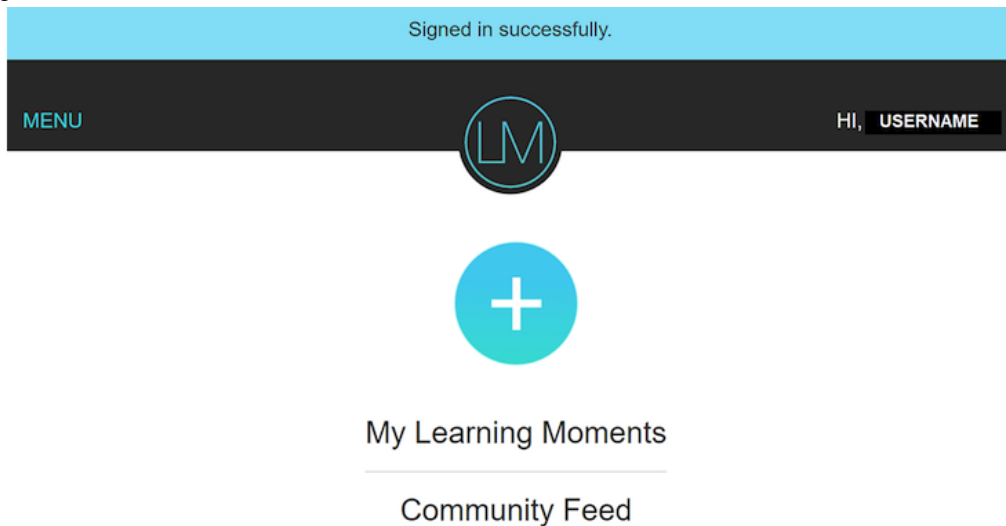 Signed in successfully.
MENU
LM
HI, USERNAME
+
My Learning Moments
Community Feed